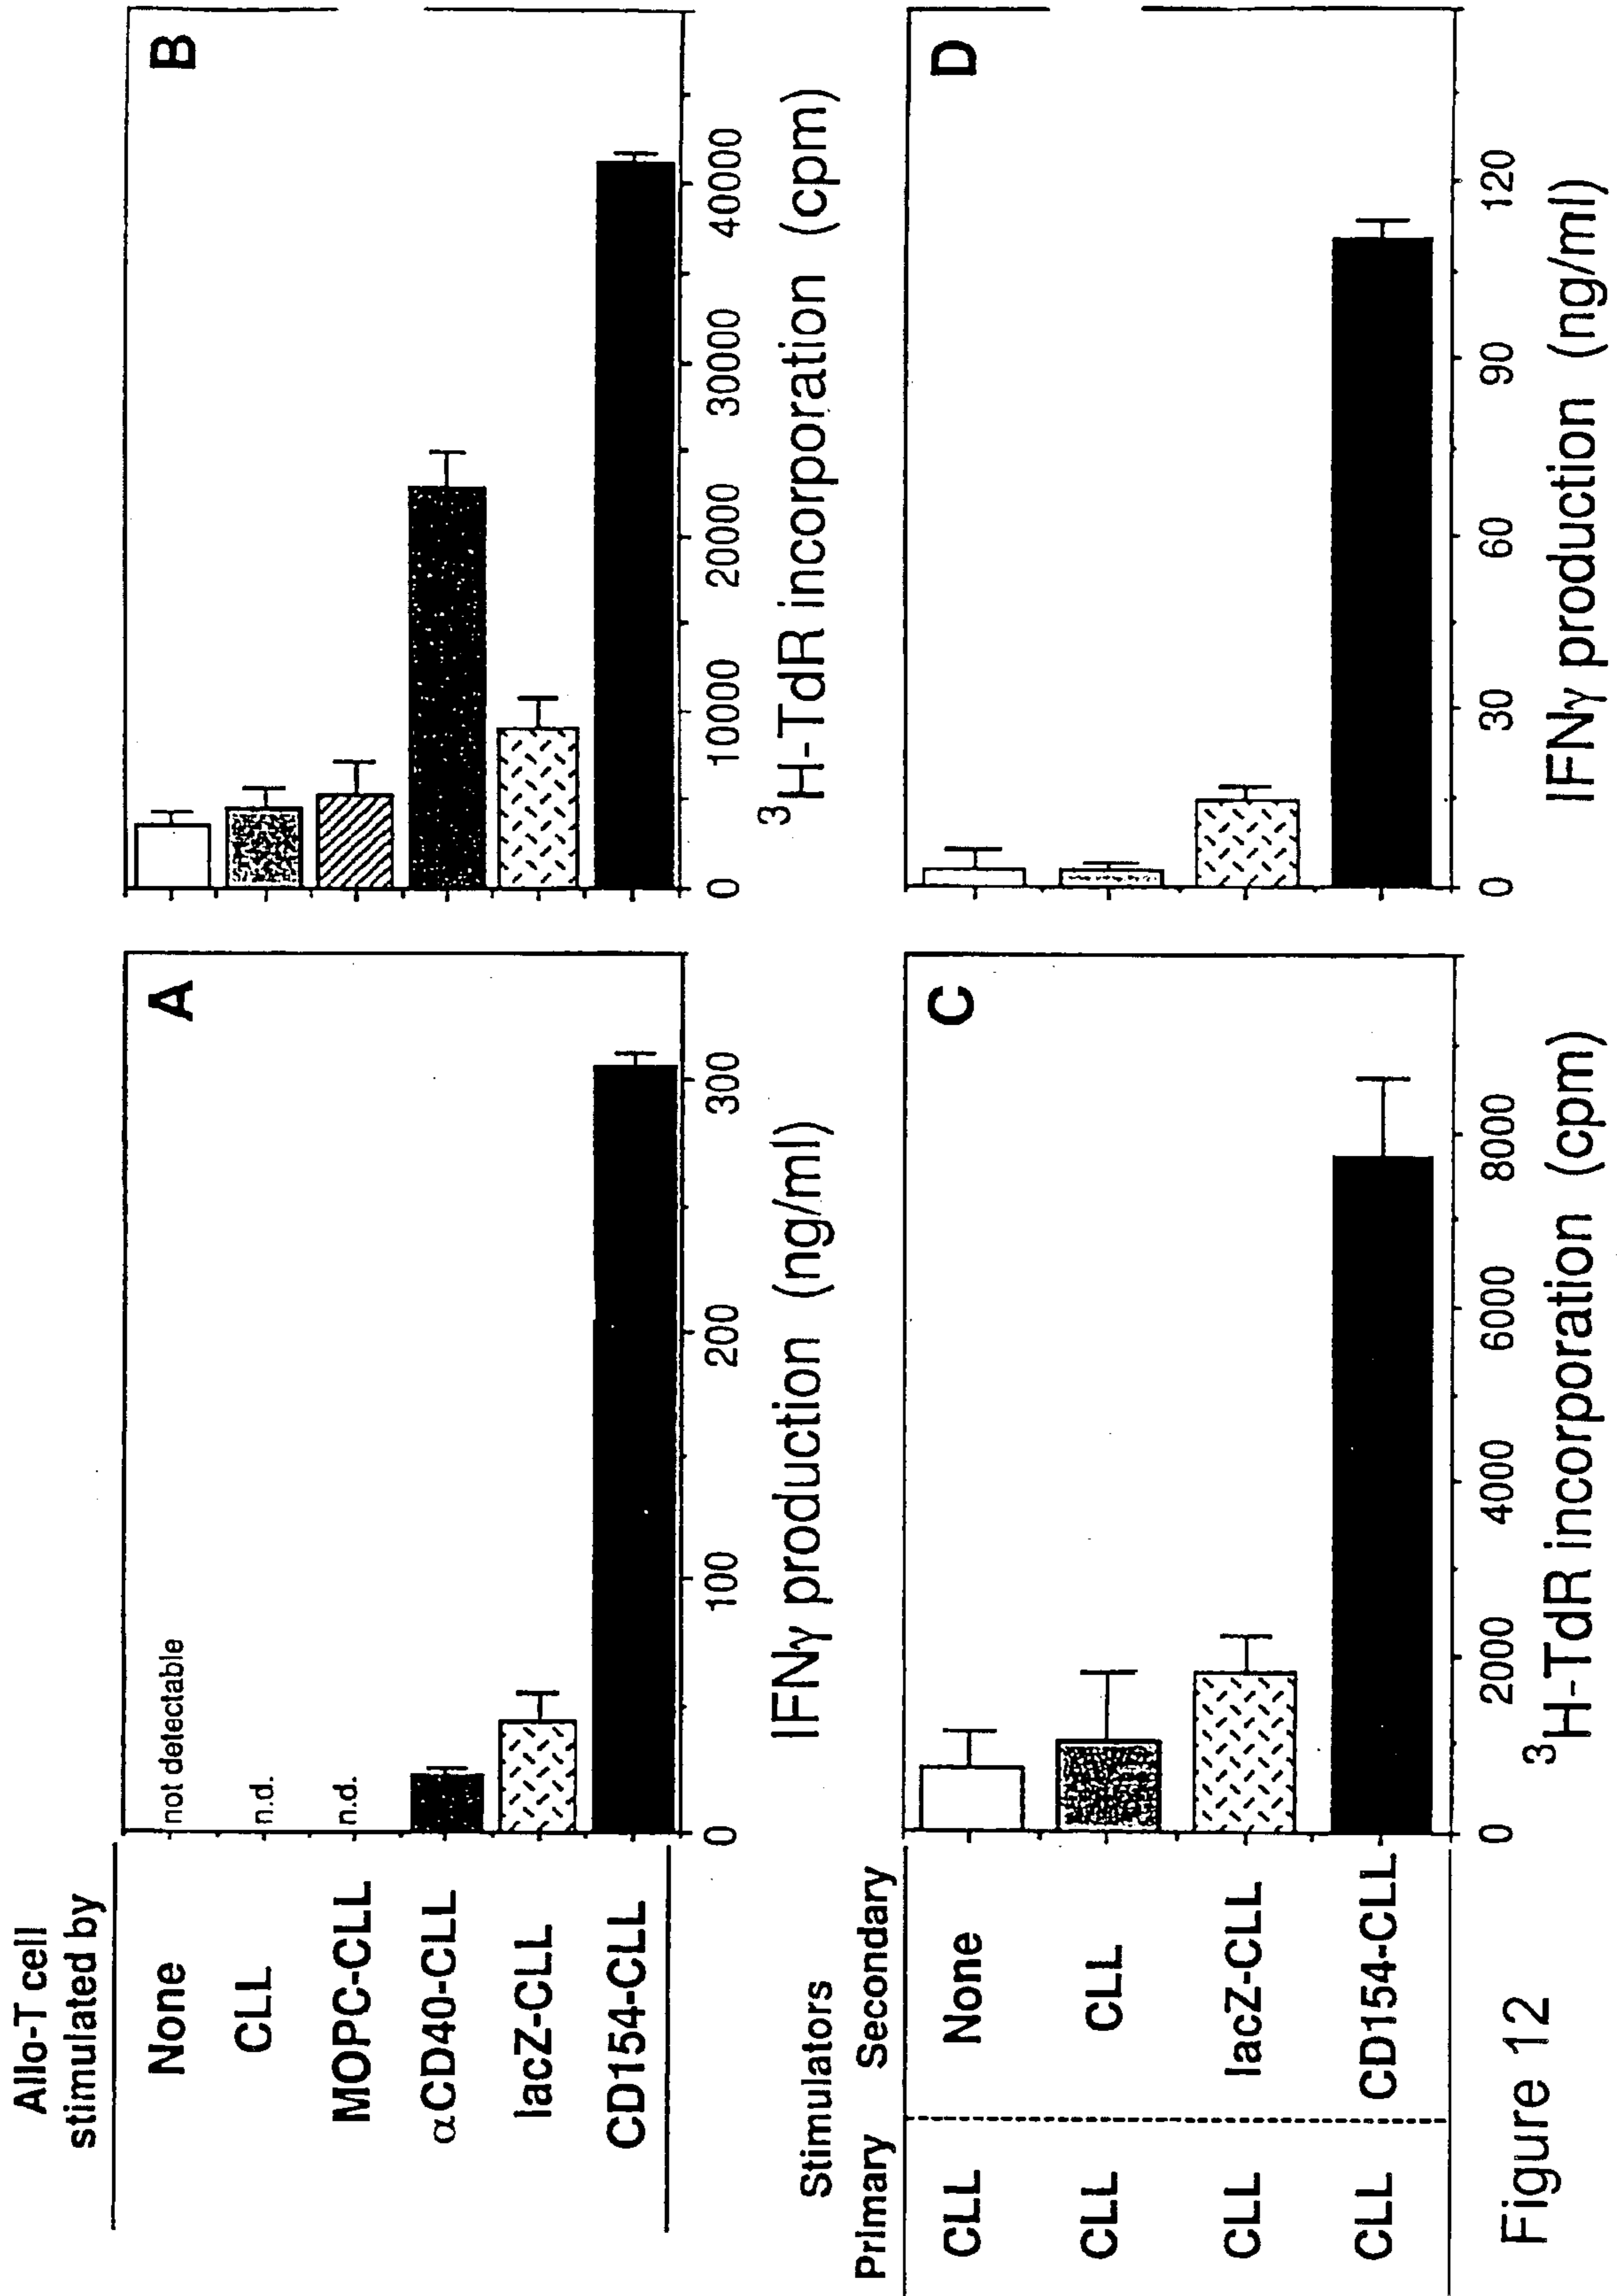 Allo-T cell
stimulated by
None
CLL
MOPC-CLL
αCD40-CLL
lacZ-CLL
CD154-CLL
A
not detectable
n.d.
n.d.
0 100 200 300
IFNγ production (ng/ml)
B
0 10000 20000 30000 40000
³H-TdR incorporation (cpm)
Stimulators
Primary Secondary
CLL None
CLL CLL
CLL lacZ-CLL
CLL CD154-CLL
C
0 2000 4000 6000 8000
³H-TdR incorporation (cpm)
D
0 30 60 90 120
IFNγ production (ng/ml)
Figure 12